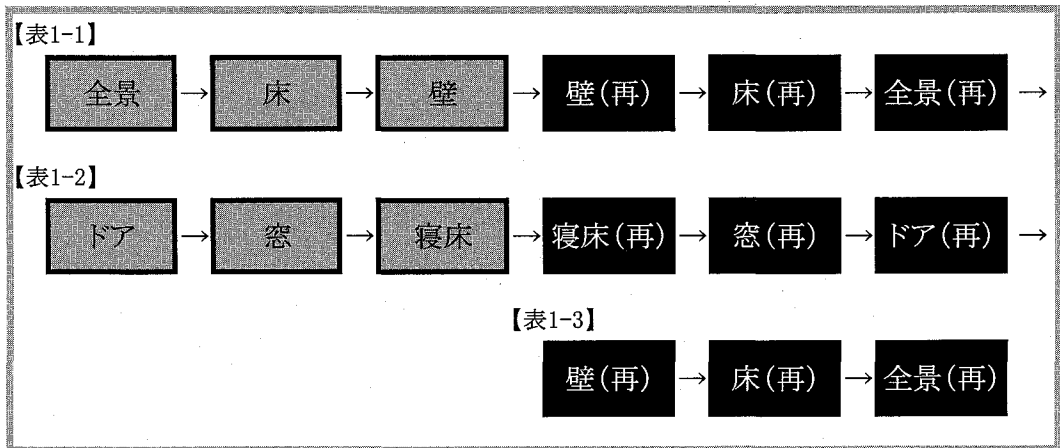 【表1-1】
全景 → 床 → 壁 → 壁(再) → 床(再) → 全景(再) →
【表1-2】
ドア → 窓 → 寝床 → 寝床(再) → 窓(再) → ドア(再) →
【表1-3】
壁(再) → 床(再) → 全景(再)